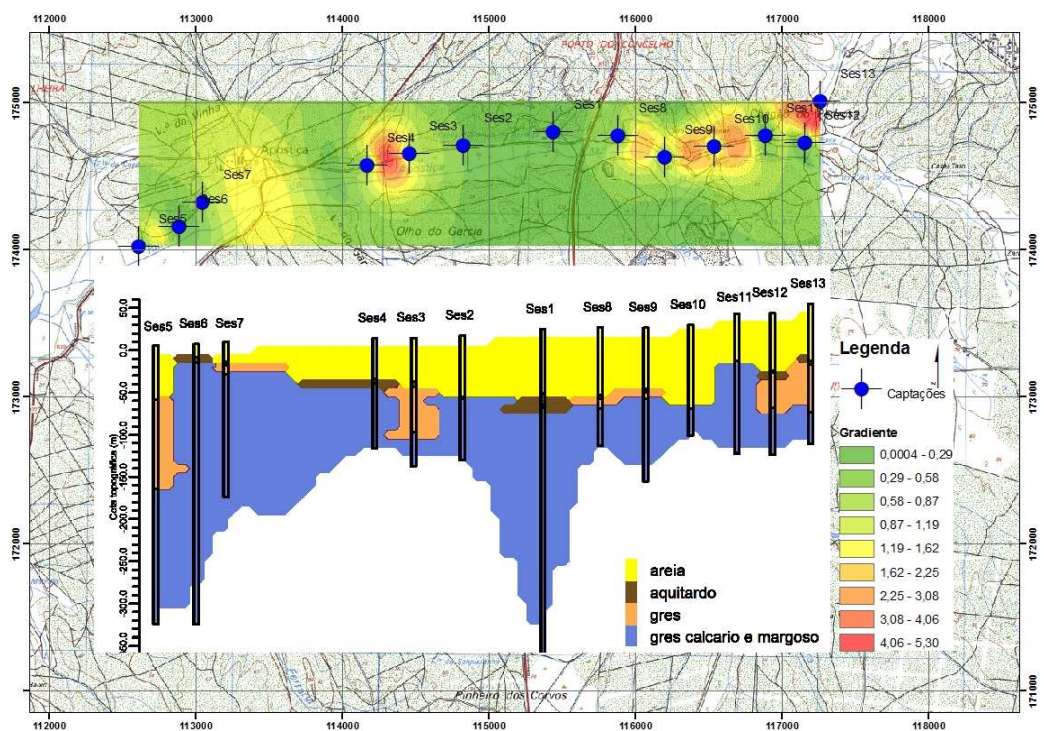 112000 113000 114000 115000 116000 117000 118000
PORTO DO CONCELHO
LHEIRA
175000 175000
V.ª da Vinha
Apostiça
Ses13
Ses1 Ses8
Ses2
Ses3
Ses4
Ses10
Ses9
Ses12
Ses7
Ses6
Ses5
Olho do Garcia
174000 174000
50.0
0.0
50.0
-100.0
-150.0
-200.0
-250.0
-300.0
Cota topográfica (m)
Ses5 Ses6 Ses7 Ses4 Ses3 Ses2 Ses1 Ses8 Ses9 Ses10 Ses11 Ses12 Ses13
areia
aquitardo
gres
gres calcario e margoso
Legenda
Captações
Gradiente
0,0004 - 0,29
0,29 - 0,58
0,58 - 0,87
0,87 - 1,19
1,19 - 1,62
1,62 - 2,25
2,25 - 3,08
3,08 - 4,06
4,06 - 5,30
173000 173000
172000 172000
171000 171000
Pinheiro dos Corvos
112000 113000 114000 115000 116000 117000 118000